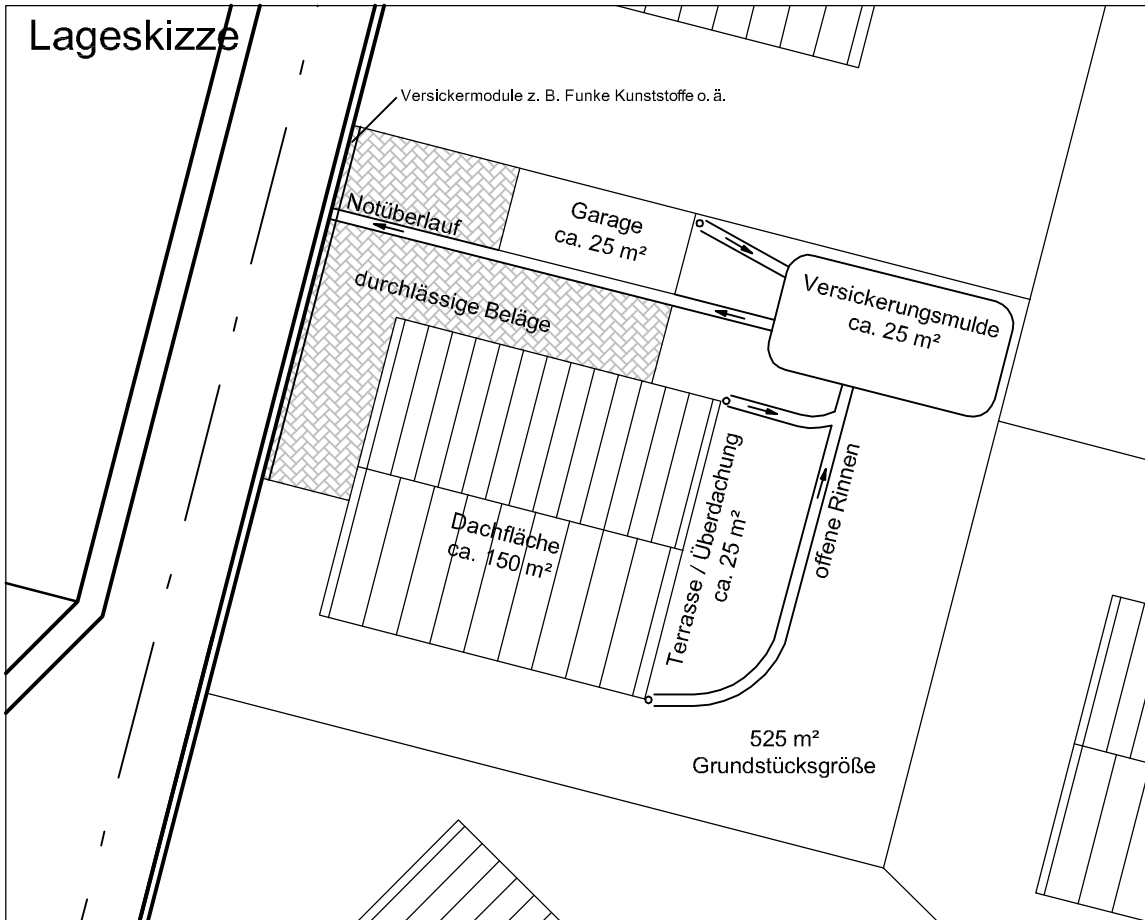 Lageskizze
Versickermodule z. B. Funke Kunststoffe o. ä.
Notüberlauf
Garage
ca. 25 m²
durchlässige Beläge
Versickerungsmulde
ca. 25 m²
Dachfläche
ca. 150 m²
Terrasse / Überdachung
ca. 25 m²
offene Rinnen
525 m²
Grundstücksgröße